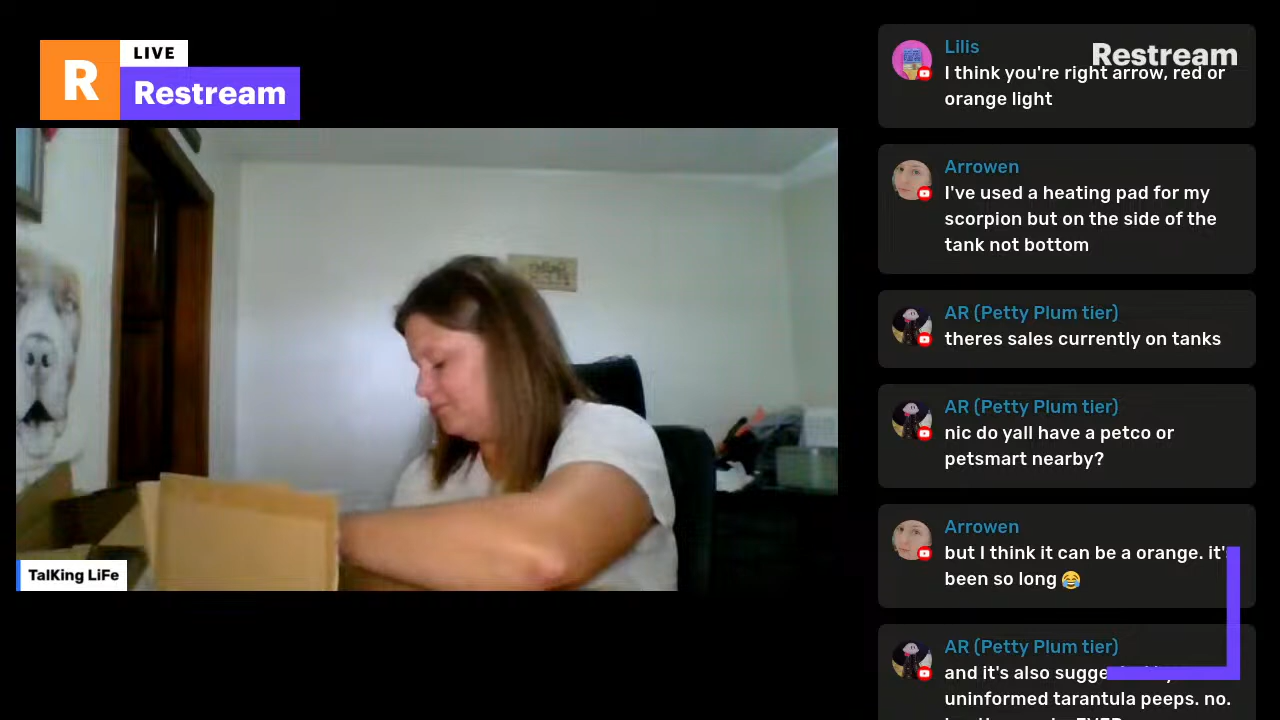 R
LIVE
Restream
TalKing LiFe
Restream
Lilis
I think you're right arrow, red or
orange light
Arrowen
I've used a heating pad for my
scorpion but on the side of the
tank not bottom
AR (Petty Plum tier)
theres sales currently on tanks
AR (Petty Plum tier)
nic do yall have a petco or
petsmart nearby?
Arrowen
but I think it can be a orange. it's
been so long 😂
AR (Petty Plum tier)
and it's also
uninformed tarantula peeps. no.